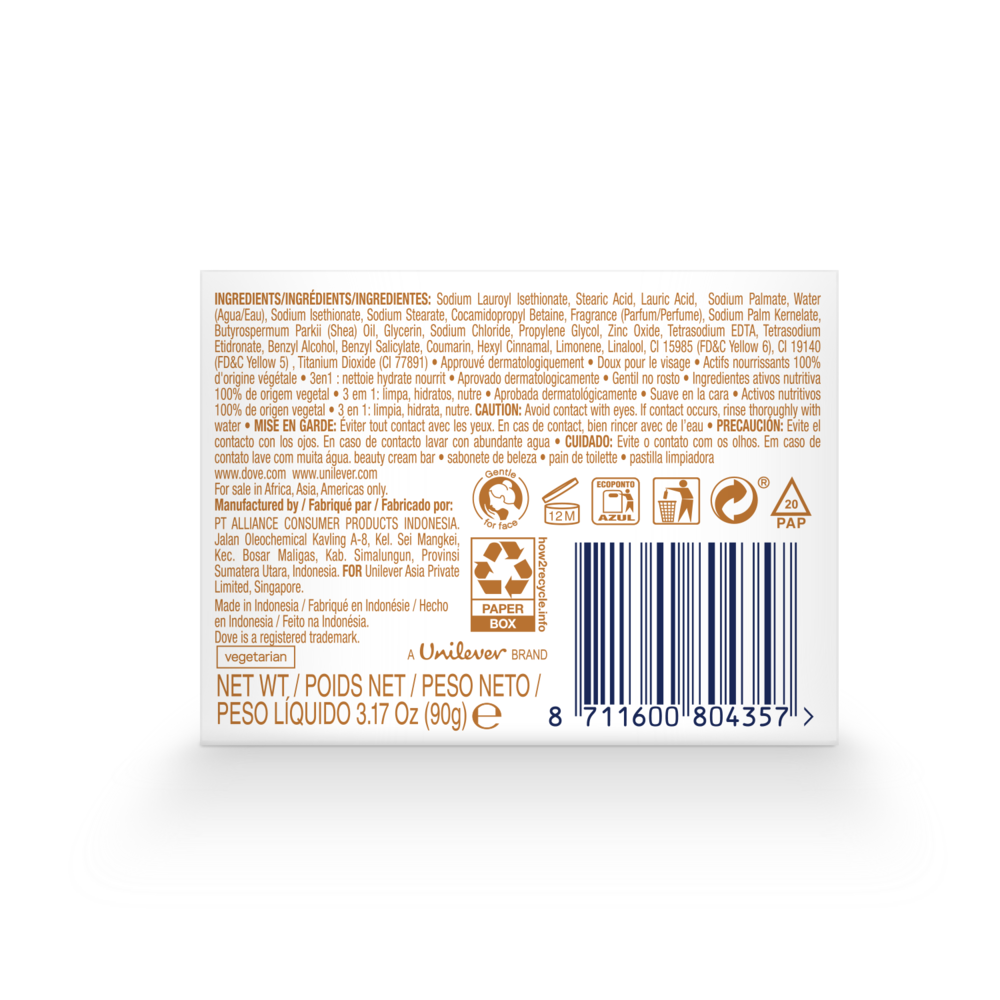 INGREDIENTS/INGRÉDIENTS/INGREDIENTES: Sodium Lauroyl Isethionate, Stearic Acid, Lauric Acid, Sodium Palmate, Water
(Agua/Eau), Sodium Isethionate, Sodium Stearate, Cocamidopropyl Betaine, Fragrance (Parfum/Perfume), Sodium Palm Kernelate,
Butyrospermum Parkii (Shea) Oil, Glycerin, Sodium Chloride, Propylene Glycol, Zinc Oxide, Tetrasodium EDTA, Tetrasodium
Etidronate, Benzyl Alcohol, Benzyl Salicylate, Coumarin, Hexyl Cinnamal, Limonene, Linalool, CI 15985 (FD&C Yellow 6), CI 19140
(FD&C Yellow 5) , Titanium Dioxide (CI 77891) • Approuvé dermatologiquement • Doux pour le visage • Actifs nourrissants 100%
d'origine végétale • 3en1 : nettoie hydrate nourrit • Aprovado dermatologicamente • Gentil no rosto • Ingredientes ativos nutritiva
100% de origem vegetal • 3 em 1: limpa, hidratos, nutre • Aprobada dermatológicamente • Suave en la cara • Activos nutritivos
100% de origen vegetal • 3 en 1: limpia, hidrata, nutre. CAUTION: Avoid contact with eyes. If contact occurs, rinse thoroughly with
water • MISE EN GARDE: Éviter tout contact avec les yeux. En cas de contact, bien rincer avec de l'eau • PRECAUCIÓN: Evite el
contacto con los ojos. En caso de contacto lavar con abundante agua • CUIDADO: Evite o contato com os olhos. Em caso de
contato lave com muita água. beauty cream bar • sabonete de beleza • pain de toilette • pastilla limpiadora
www.dove.com www.unilever.com
For sale in Africa, Asia, Americas only.
Manufactured by / Fabriqué par / Fabricado por:
PT ALLIANCE CONSUMER PRODUCTS INDONESIA.
Jalan Oleochemical Kavling A-8, Kel. Sei Mangkei,
Kec. Bosar Maligas, Kab. Simalungun, Provinsi
Sumatera Utara, Indonesia. FOR Unilever Asia Private
Limited, Singapore.
Made in Indonesia / Fabriqué en Indonésie / Hecho
en Indonesia / Feito na Indonésia.
Dove is a registered trademark.
vegetarian
Gentle
for face
12M
ECOPONTO
AZUL
®
20
PAP
PAPER
BOX
how2recycle.info
A Unilever BRAND
NET WT. / POIDS NET / PESO NETO /
PESO LÍQUIDO 3.17 Oz (90g) e
8 711600 804357 >